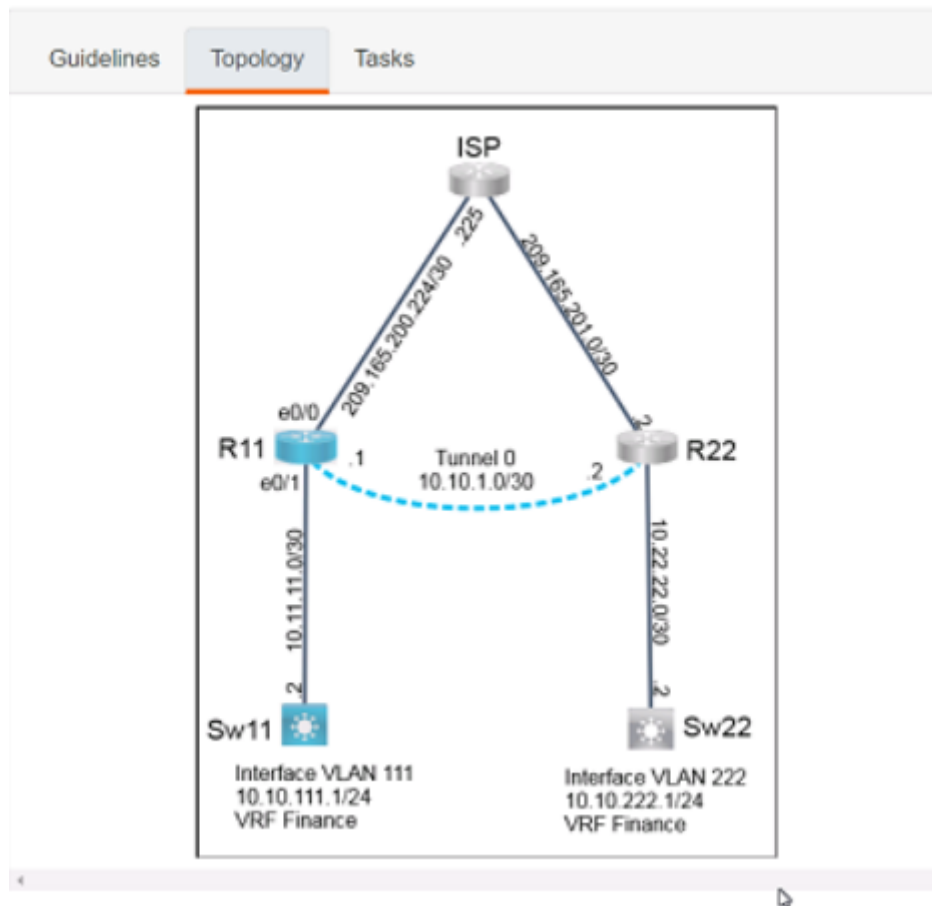 Guidelines Topology Tasks
ISP
.225
209.165.200.224/30
209.165.201.0/30
e0/0
.2
R11
.1
Tunnel 0
.2
R22
e0/1
10.10.1.0/30
10.11.11.0/30
10.22.22.0/30
.2
.2
Sw11
Sw22
Interface VLAN 111
10.10.111.1/24
VRF Finance
Interface VLAN 222
10.10.222.1/24
VRF Finance